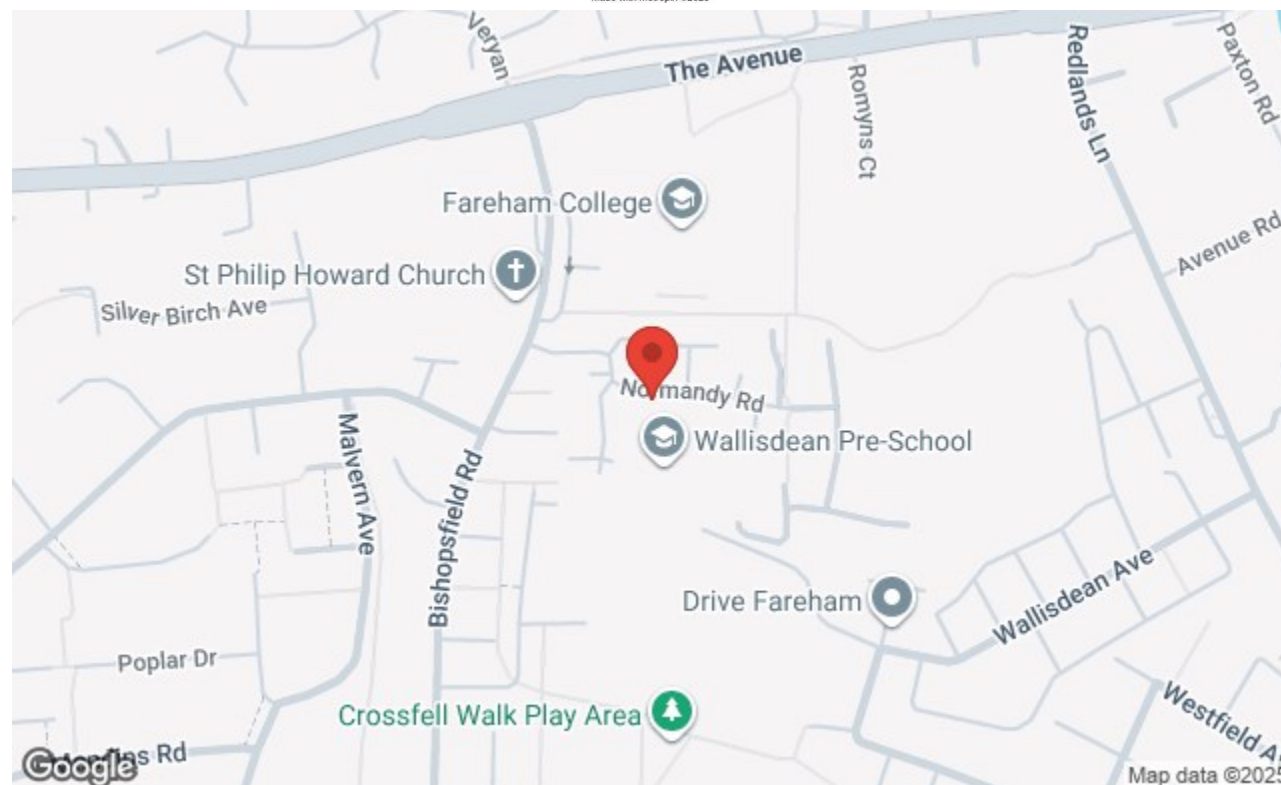 Veryan
The Avenue
Romyns Ct
Redlands Ln
Paxton Rd
Fareham College
Avenue Rd
St Philip Howard Church
Silver Birch Ave
Normandy Rd
Wallisdean Pre-School
Malvern Ave
Bishopsfield Rd
Drive Fareham
Wallisdean Ave
Poplar Dr
Crossfell Walk Play Area
Westfield A
Rd
Google
Map data ©2025